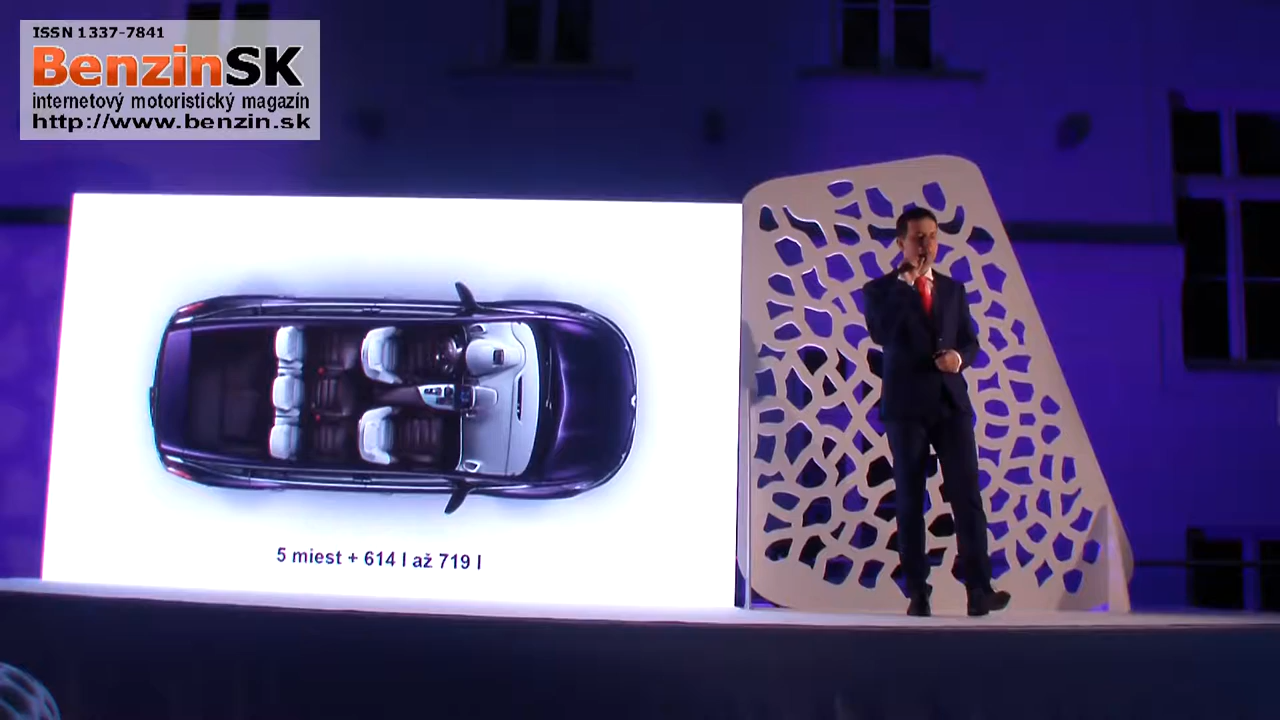 ISSN 1337-7841
BenzinSK
internetový motoristický magazín
http://www.benzin.sk
5 miest + 614 l až 719 l